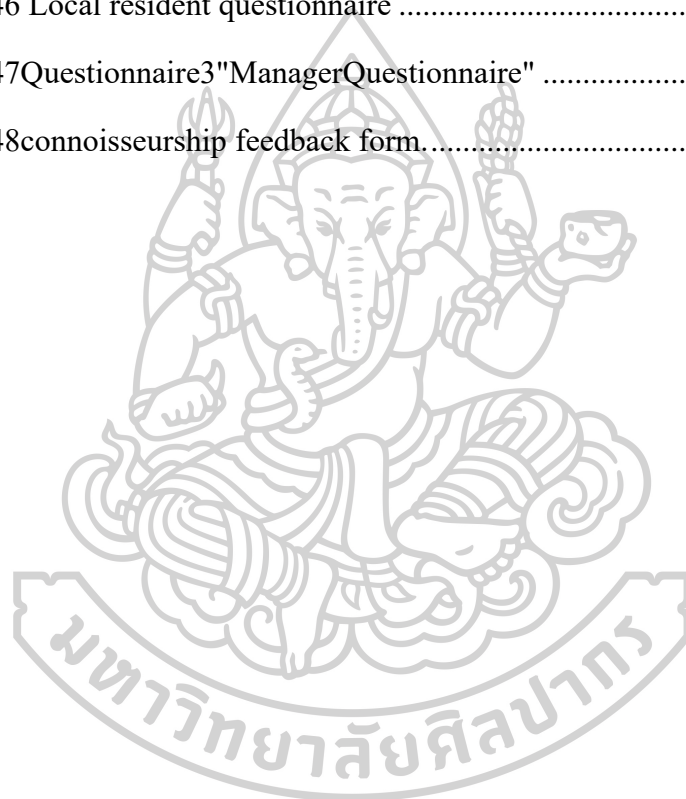 46 Local resident questionnaire ...................................
47Questionnaire3"ManagerQuestionnaire" .................
48connoisseurship feedback form..................................
มหาวิทยาลัยศิลปากร